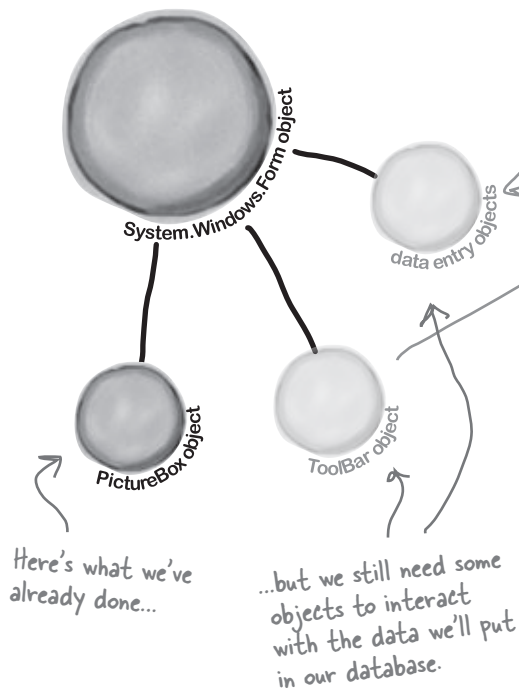 System.Windows.Form object
data entry objects
PictureBox object
ToolBar object
Here's what we've
already done...
...but we still need some
objects to interact
with the data we'll put
in our database.